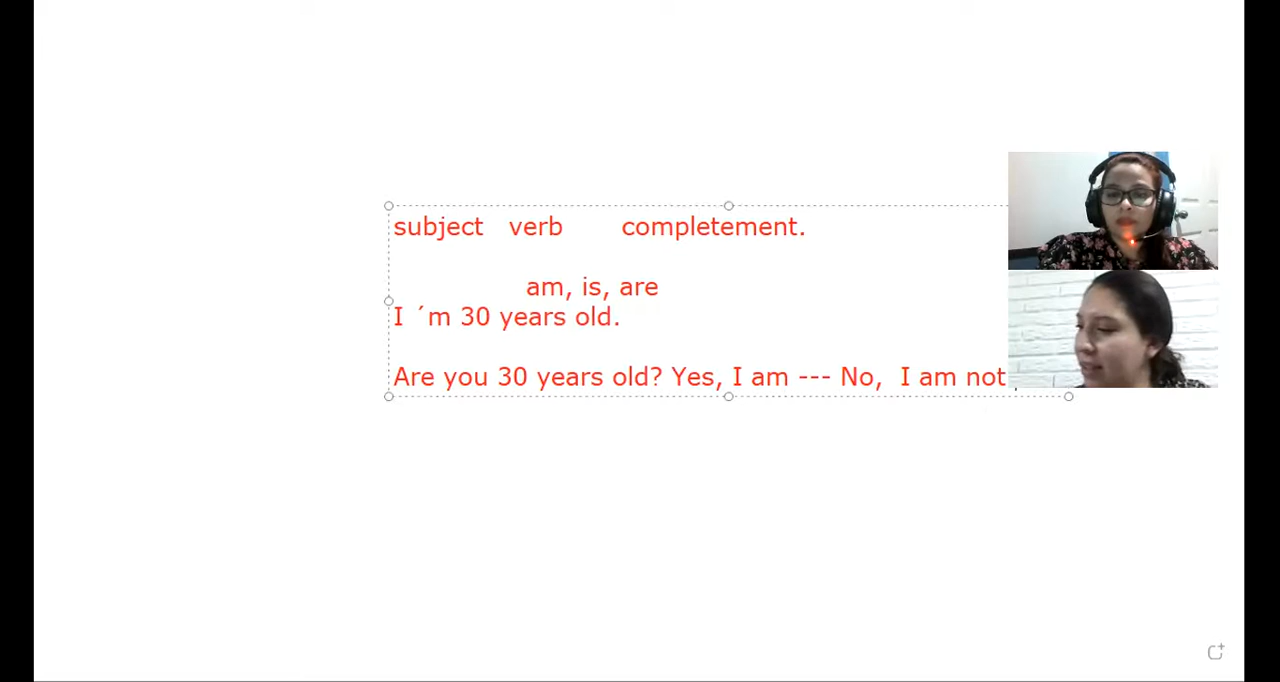 subject verb completement.
am, is, are
I ´m 30 years old.
Are you 30 years old? Yes, I am --- No, I am not